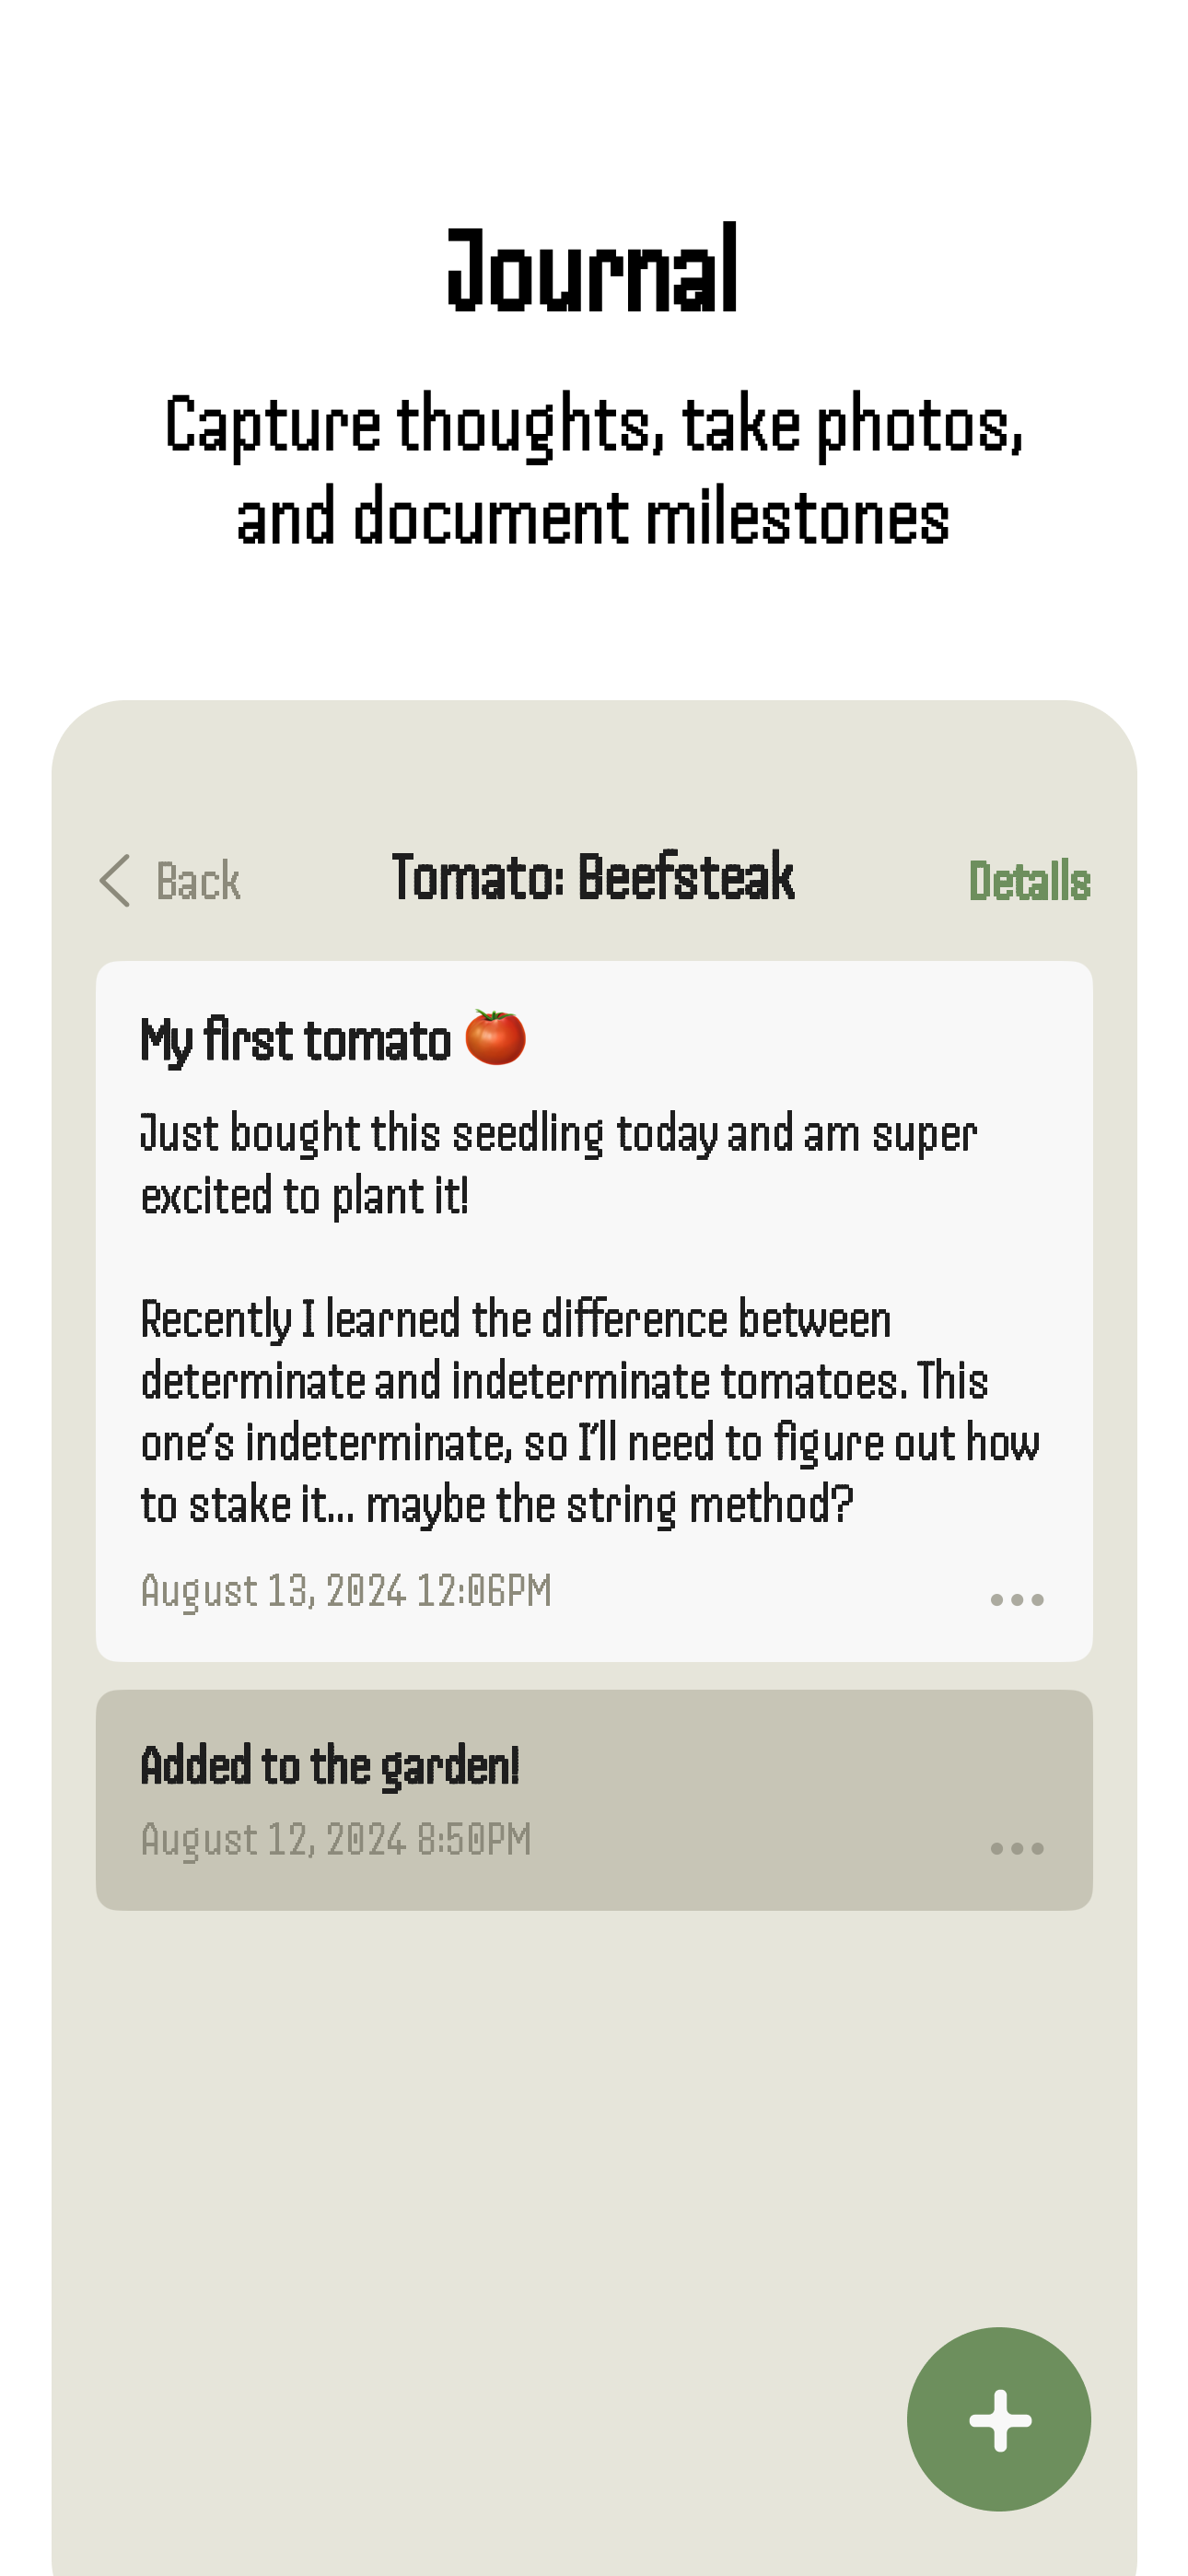 Journal
Capture thoughts, take photos,
and document milestones
Back
Tomato: Beefsteak
Details
My first tomato 🍅
Just bought this seedling today and am super
excited to plant it!
Recently I learned the difference between
determinate and indeterminate tomatoes. This
one's indeterminate, so I'll need to figure out how
to stake it... maybe the string method?
August 13, 2024 12:06PM
Added to the garden!
August 12, 2024 8:50PM